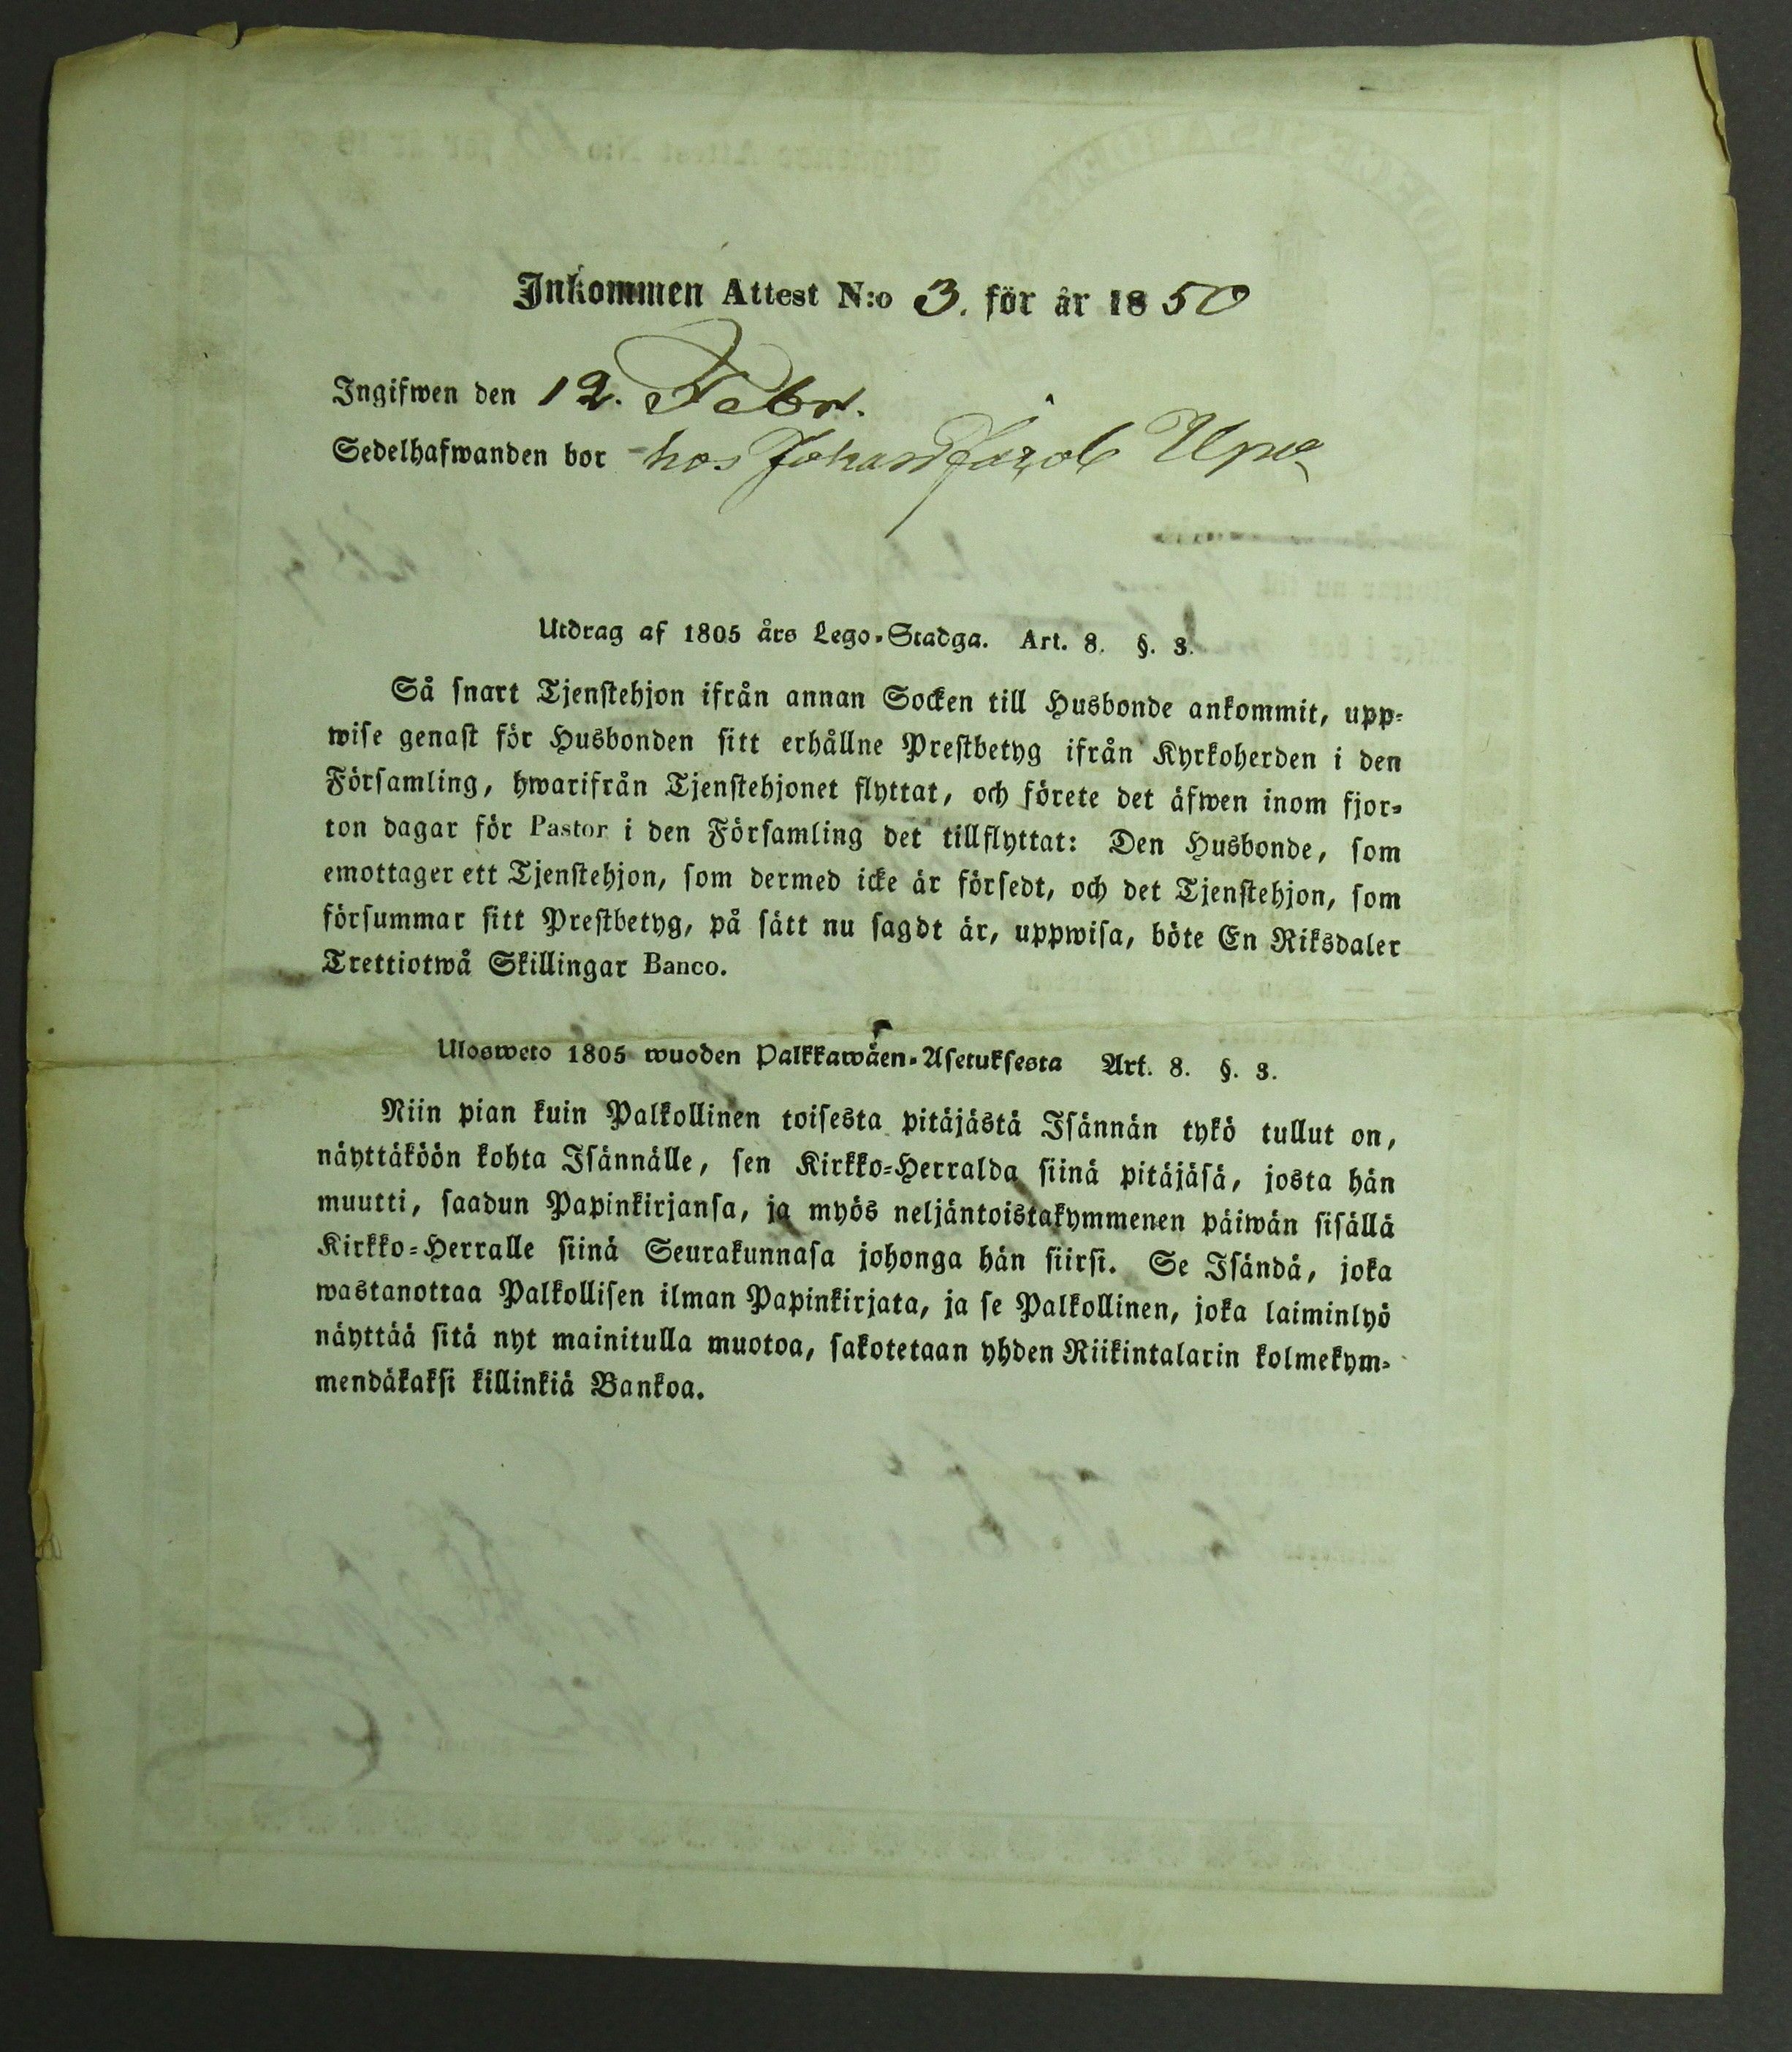 Inkommen Attest N:o 3. för år 1850
Ingifwen den 12. Febr.
Sedelhafwanden bor hos Johan Jacob Upa
Utdrag af 1805 års Lego-Stadga. Art. 8. §. 3.
Så snart Tjenstehjon ifrån annan Socken till Husbonde ankommit, upp-
wise genast för Husbonden sitt erhållne Prestbetyg ifrån Kyrkoherden i den
Församling, hwarifrån Tjenstehjonet flyttat, och förete det äfwen inom fjor-
ton dagar för Pastor i den Församling det tillflyttat: Den Husbonde, som
emottager ett Tjenstehjon, som dermed icke är försedt, och det Tjenstehjon, som
försummar sitt Prestbetyg, på sätt nu sagdt är, uppwisa, böte En Riksdaler
Trettiotwå Skillingar Banco.
Ulosweto 1805 wuoden Palkkawäen-Asetuksesta Art. 8. §. 3.
Niin pian kuin Palkollinen toisesta pitäjästä Isännän tykö tullut on,
näyttäköön kohta Isännälle, sen Kirkko-Herralda siinä pitäjäsä, josta hän
muutti, saadun Papinkirjansa, ja myös neljäntoistakymmenen päiwän sisällä
Kirkko-Herralle siinä Seurakunnasa johonga hän siirsi. Se Isändä, joka
wastanottaa Palkollisen ilman Papinkirjata, ja se Palkollinen, joka laiminlyö
näyttää sitä nyt mainitulla muotoa, sakotetaan yhden Riikintalarin kolmekym-
mendäkaksi killinkiä Bankoa.